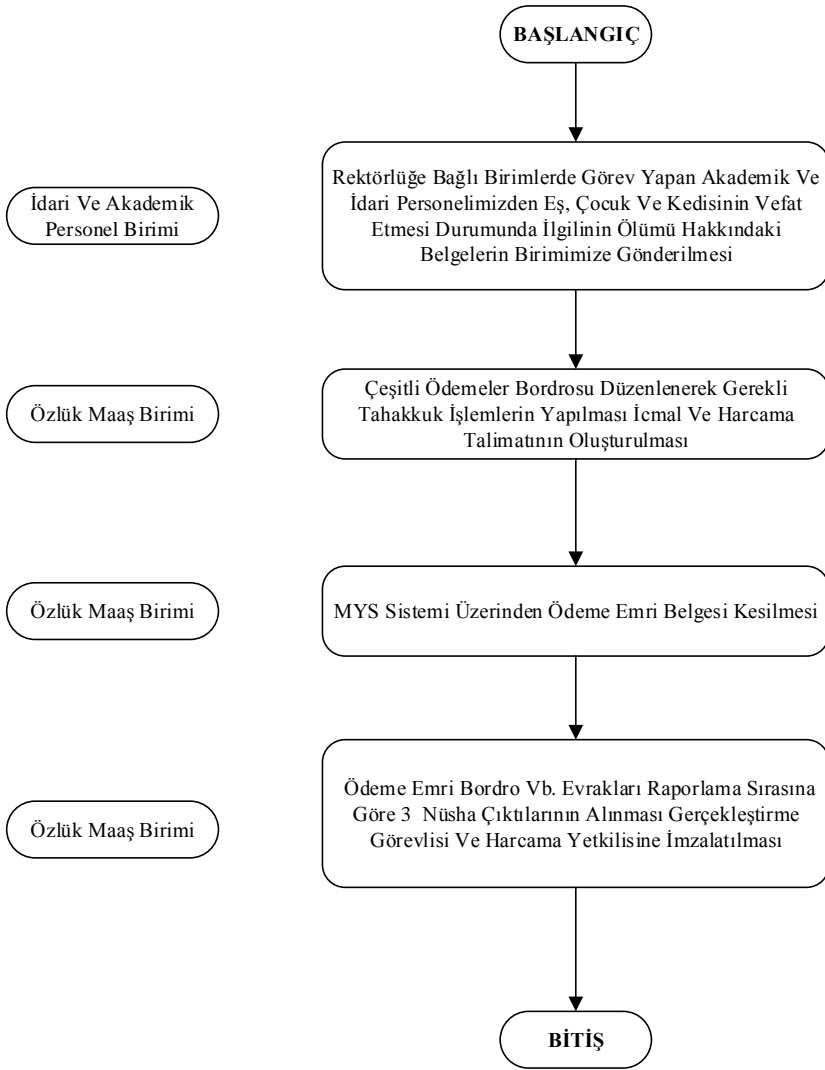 BAŞLANGIÇ
İdari Ve Akademik
Personel Birimi
Rektörlüğe Bağlı Birimlerde Görev Yapan Akademik Ve
İdari Personelimizden Eş, Çocuk Ve Kedisinin Vefat
Etmesi Durumunda İlgilinin Ölümü Hakkındaki
Belgelerin Birimimize Gönderilmesi
Özlük Maaş Birimi
Çeşitli Ödemeler Bordrosu Düzenlenerek Gerekli
Tahakkuk İşlemlerin Yapılması İcmal Ve Harcama
Talimatının Oluşturulması
Özlük Maaş Birimi
MYS Sistemi Üzerinden Ödeme Emri Belgesi Kesilmesi
Özlük Maaş Birimi
Ödeme Emri Bordro Vb. Evrakları Raporlama Sırasına
Göre 3 Nüsha Çıktılarının Alınması Gerçekleştirme
Görevlisi Ve Harcama Yetkilisine İmzalatılması
BİTİŞ